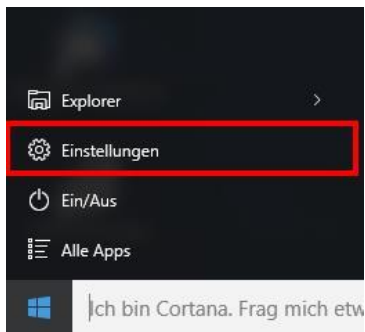 Explorer
Einstellungen
Ein/Aus
Alle Apps
Ich bin Cortana. Frag mich etw